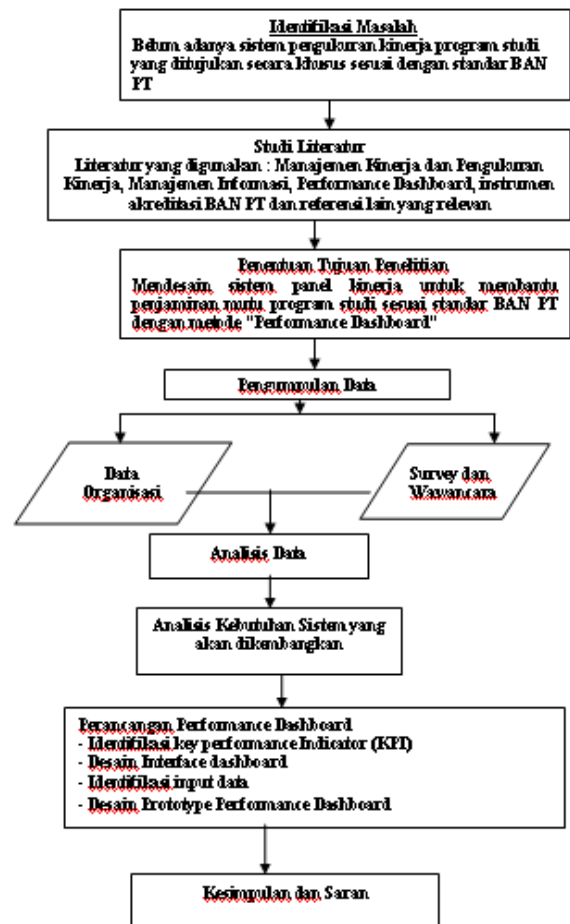 Identifikasi Masalah
Belum adanya sistem pengukuran kinerja program studi
yang ditujukan secara khusus sesuai dengan standar BAN
PT
Studi Literatur
Literatur yang digunakan : Manajemen Kinerja dan Pengukuran
Kinerja, Manajemen Informasi, Performance Dashboard, instrumen
akreditasi BAN PT dan referensi lain yang relevan
Penentuan Tujuan Penelitian
Mendesain sistem panel kinerja untuk membantu
penjaminan mutu program studi sesuai standar BAN PT
dengan metode "Performance Dashboard"
Pengumpulan Data
Data
Organisasi
Survey dan
Wawancara
Analisis Data
Analisis Kebutuhan Sistem yang
akan dikembangkan
Perancangan Performance Dashboard
- Identifikasi key performance Indicator (KPI)
- Desain Interface dashboard
- Identifikasi input data
- Desain Prototype Performance Dashboard
Kesimpulan dan Saran